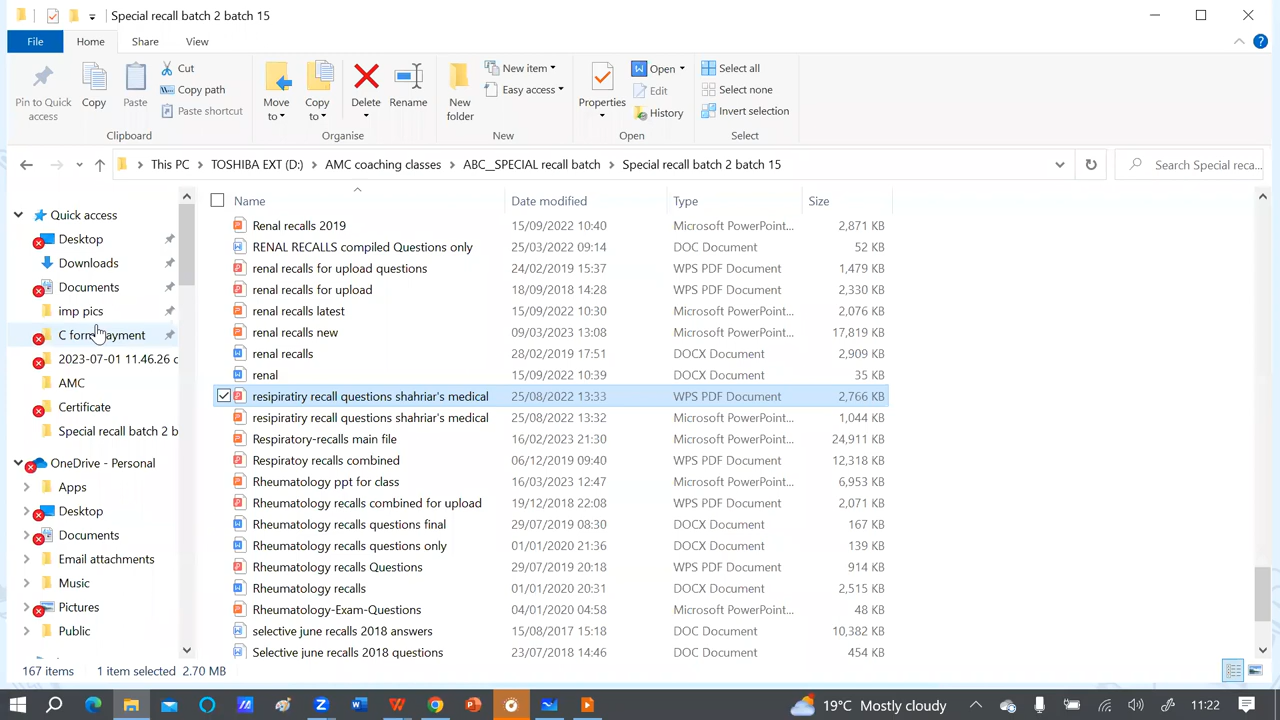 Special recall batch 2 batch 15
File Home Share View
Pin to Quick access
Copy
Paste
Cut
Copy path
Paste shortcut
Clipboard
Move to
Copy to
Delete
Rename
Organise
New folder
New item
Easy access
New
Properties
Open
Edit
History
Open
Select all
Select none
Invert selection
Select
This PC TOSHIBA EXT (D:) AMC coaching classes ABC__SPECIAL recall batch Special recall batch 2 batch 15
Search Special reca...
Quick access
Desktop
Downloads
Documents
imp pics
2023-07-01 11.46.26 c
AMC
Certificate
Special recall batch 2 b
OneDrive - Personal
Apps
Desktop
Documents
Email attachments
Music
Pictures
Public
Name Date modified Type Size
Renal recalls 2019 15/09/2022 10:40 Microsoft PowerPoint... 2,871 KB
RENAL RECALLS compiled Questions only 25/03/2022 09:14 DOC Document 52 KB
renal recalls for upload questions 24/02/2019 15:37 WPS PDF Document 1,479 KB
renal recalls for upload 18/09/2018 14:28 WPS PDF Document 2,330 KB
renal recalls latest 15/09/2022 10:30 Microsoft PowerPoint... 2,076 KB
renal recalls new 09/03/2023 13:08 Microsoft PowerPoint... 17,819 KB
renal recalls 28/02/2019 17:51 DOCX Document 2,909 KB
renal 15/09/2022 10:39 DOCX Document 35 KB
resipiratiry recall questions shahriar's medical 25/08/2022 13:33 WPS PDF Document 2,766 KB
resipiratiry recall questions shahriar's medical 25/08/2022 13:32 Microsoft PowerPoint... 1,044 KB
Respiratory-recalls main file 16/02/2023 21:30 Microsoft PowerPoint... 24,911 KB
Respiratoy recalls combined 06/12/2019 09:40 WPS PDF Document 12,318 KB
Rheumatology ppt for class 16/03/2023 12:47 Microsoft PowerPoint... 6,953 KB
Rheumatology recalls combined for upload 19/12/2018 22:08 WPS PDF Document 2,071 KB
Rheumatology recalls questions final 29/07/2019 08:30 DOCX Document 167 KB
Rheumatology recalls questions only 01/01/2020 21:36 DOCX Document 139 KB
Rheumatology recalls Questions 29/07/2019 20:18 WPS PDF Document 914 KB
Rheumatology recalls 01/01/2020 20:31 DOCX Document 2,515 KB
Rheumatology-Exam-Questions 04/01/2020 04:58 Microsoft PowerPoint... 48 KB
selective june recalls 2018 answers 15/08/2017 15:18 DOC Document 10,382 KB
Selective june recalls 2018 questions 23/07/2018 14:46 DOC Document 454 KB
167 items 1 item selected 2.70 MB
19°C Mostly cloudy 11:22